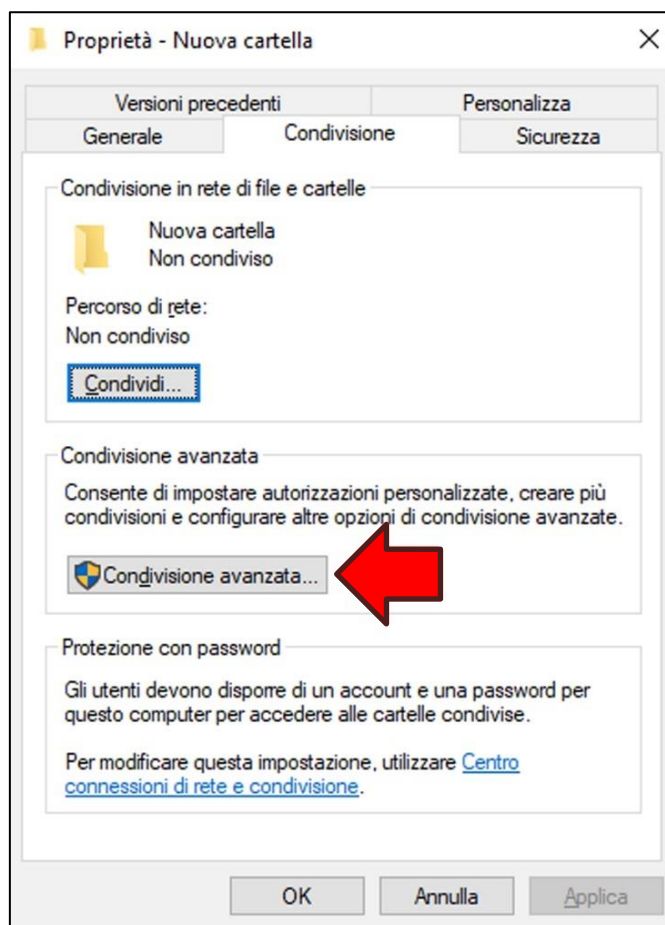 Proprietà - Nuova cartella
Versioni precedenti
Personalizza
Generale
Condivisione
Sicurezza
Condivisione in rete di file e cartelle
Nuova cartella
Non condiviso
Percorso di rete:
Non condiviso
Condividi...
Condivisione avanzata
Consente di impostare autorizzazioni personalizzate, creare più
condivisioni e configurare altre opzioni di condivisione avanzate.
Condivisione avanzata...
Protezione con password
Gli utenti devono disporre di un account e una password per
questo computer per accedere alle cartelle condivise.
Per modificare questa impostazione, utilizzare Centro
connessioni di rete e condivisione.
OK
Annulla
Applica